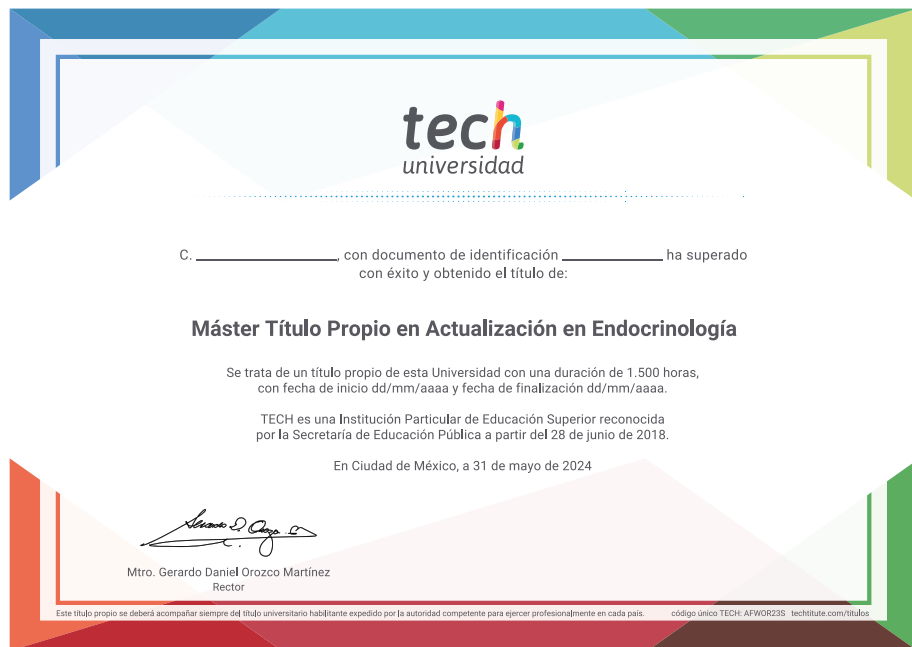 tech
universidad
C. ____________________, con documento de identificación ______________ ha superado
con éxito y obtenido el título de:
Máster Título Propio en Actualización en Endocrinología
Se trata de un título propio de esta Universidad con una duración de 1.500 horas,
con fecha de inicio dd/mm/aaaa y fecha de finalización dd/mm/aaaa.
TECH es una Institución Particular de Educación Superior reconocida
por la Secretaría de Educación Pública a partir del 28 de junio de 2018.
En Ciudad de México, a 31 de mayo de 2024
Mtro. Gerardo Daniel Orozco Martínez
Rector
Este título propio se deberá acompañar siempre del título universitario habilitante expedido por la autoridad competente para ejercer profesionalmente en cada país. código único TECH: AFWOR23S techtitute.com/titulos